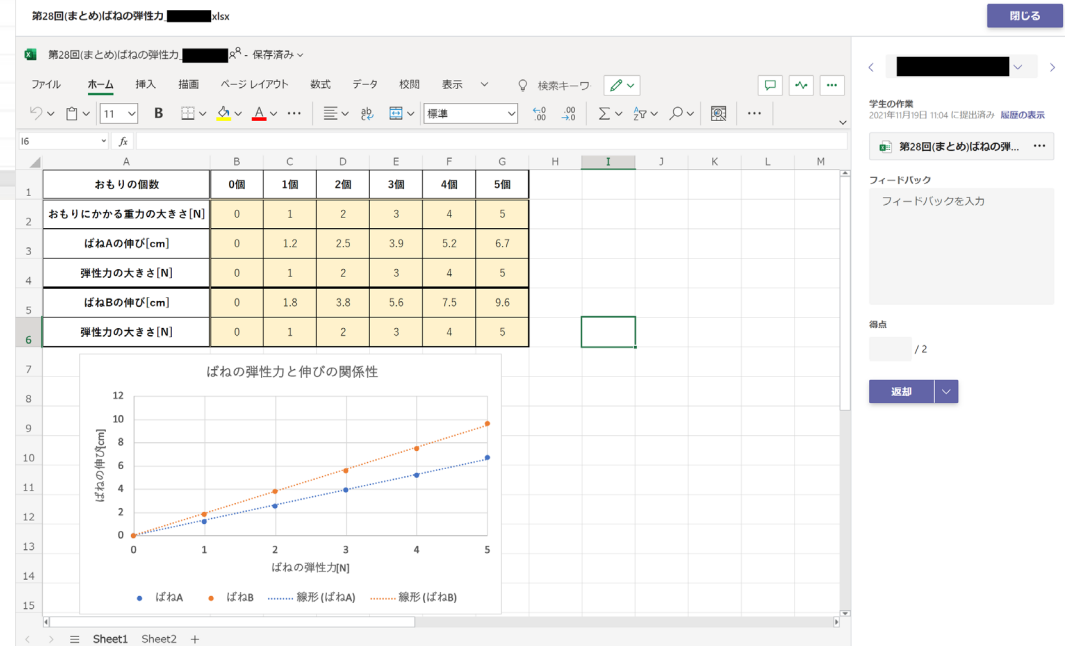 第28回(まとめ)ばねの弾性力_ xlsx
閉じる
第28回(まとめ)ばねの弾性力_ - 保存済み
ファイル ホーム 挿入 描画 ページ レイアウト 数式 データ 校閲 表示 検索キーワー
11 B A ab 標準 .00 .00
I6 fx
A B C D E F G H I J K L M
1 おもりの個数 0個 1個 2個 3個 4個 5個
2 おもりにかかる重力の大きさ[N] 0 1 2 3 4 5
3 ばねAの伸び[cm] 0 1.2 2.5 3.9 5.2 6.7
4 弾性力の大きさ[N] 0 1 2 3 4 5
5 ばねBの伸び[cm] 0 1.8 3.8 5.6 7.5 9.6
6 弾性力の大きさ[N] 0 1 2 3 4 5
7
8
9
10
11
12
13
14
15
ばねの弾性力と伸びの関係性
ばねの伸び[cm]
12
10
8
6
4
2
0
0 1 2 3 4 5
ばねの弾性力[N]
ばねA ばねB 線形 (ばねA) 線形 (ばねB)
Sheet1 Sheet2 +
学生の作業
2021年11月19日 11:04 に提出済み 履歴の表示
第28回(まとめ)ばねの弾...
フィードバック
フィードバックを入力
得点
/ 2
返却